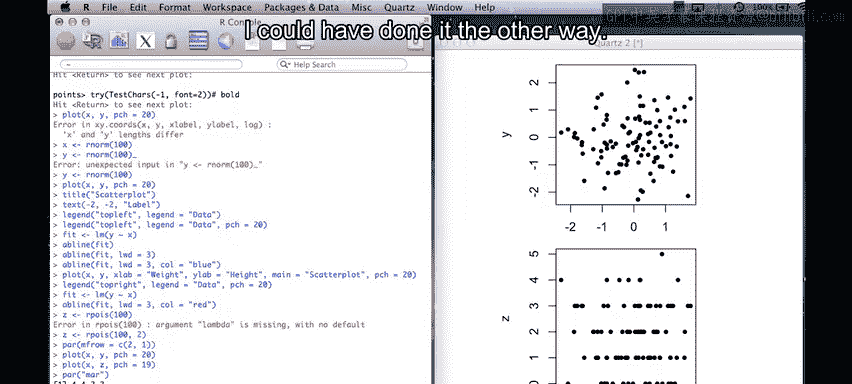 R File Edit Format Workspace Packages & Data Misc Quartz Window Help
100%
R Console
I could have done it the other way.
Quartz 2 [*]
Help Search
Hit <Return> to see next plot:
points> try(TestChars(-1, font=2))# bold
Hit <Return> to see next plot:
> plot(x, y, pch = 20)
Error in xy.coords(x, y, xlabel, ylabel, log) :
'x' and 'y' lengths differ
> x <- rnorm(100)
> y <- rnorm(100)_
Error: unexpected input in "y <- rnorm(100)_"
> y <- rnorm(100)
> plot(x, y, pch = 20)
> title("Scatterplot")
> text(-2, -2, "Label")
> legend("topleft", legend = "Data")
> legend("topleft", legend = "Data", pch = 20)
> fit <- lm(y ~ x)
> abline(fit)
> abline(fit, lwd = 3)
> abline(fit, lwd = 3, col = "blue")
> plot(x, y, xlab = "Weight", ylab = "Height", main = "Scatterplot", pch = 20)
> legend("topright", legend = "Data", pch = 20)
> fit <- lm(y ~ x)
> abline(fit, lwd = 3, col = "red")
> z <- rpois(100)
Error in rpois(100) : argument "lambda" is missing, with no default
> z <- rpois(100, 2)
> par(mfrow = c(2, 1))
> plot(x, y, pch = 20)
> plot(x, z, pch = 19)
> par("mar")
y
2
1
0
-1
-2
-2 -1 0 1
z
5
4
3
2
1
0